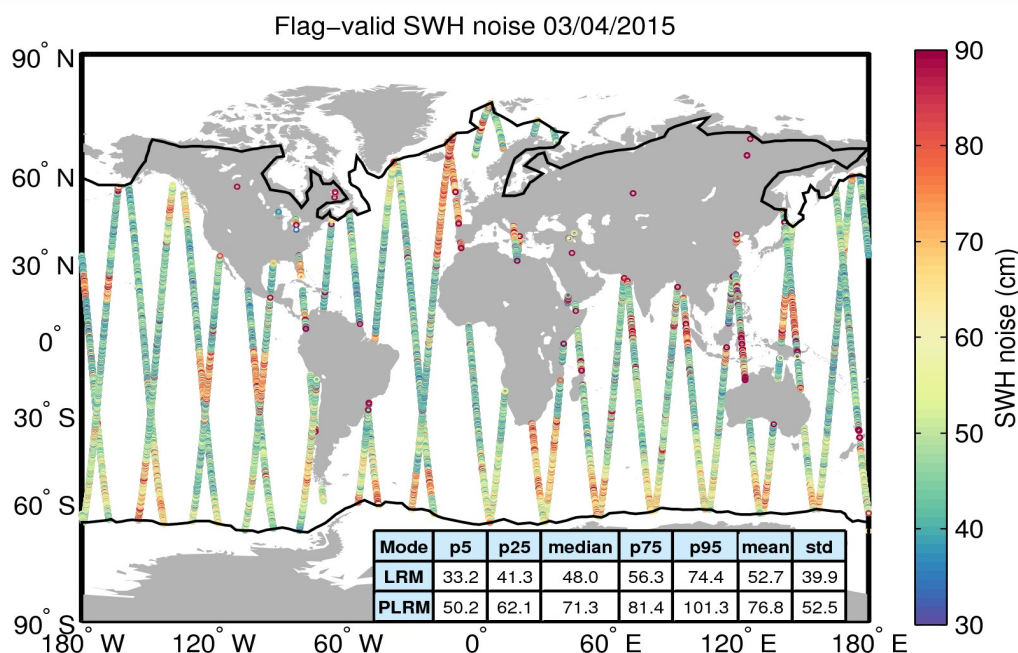 Flag−valid SWH noise 03/04/2015
90° N
60° N
30° N
0°
30° S
60° S
90° S
180° W
120° W
60° W
0°
60° E
120° E
180° E
Mode p5 p25 median p75 p95 mean std
LRM 33.2 41.3 48.0 56.3 74.4 52.7 39.9
PLRM 50.2 62.1 71.3 81.4 101.3 76.8 52.5
90
80
70
60
50
40
30
SWH noise (cm)